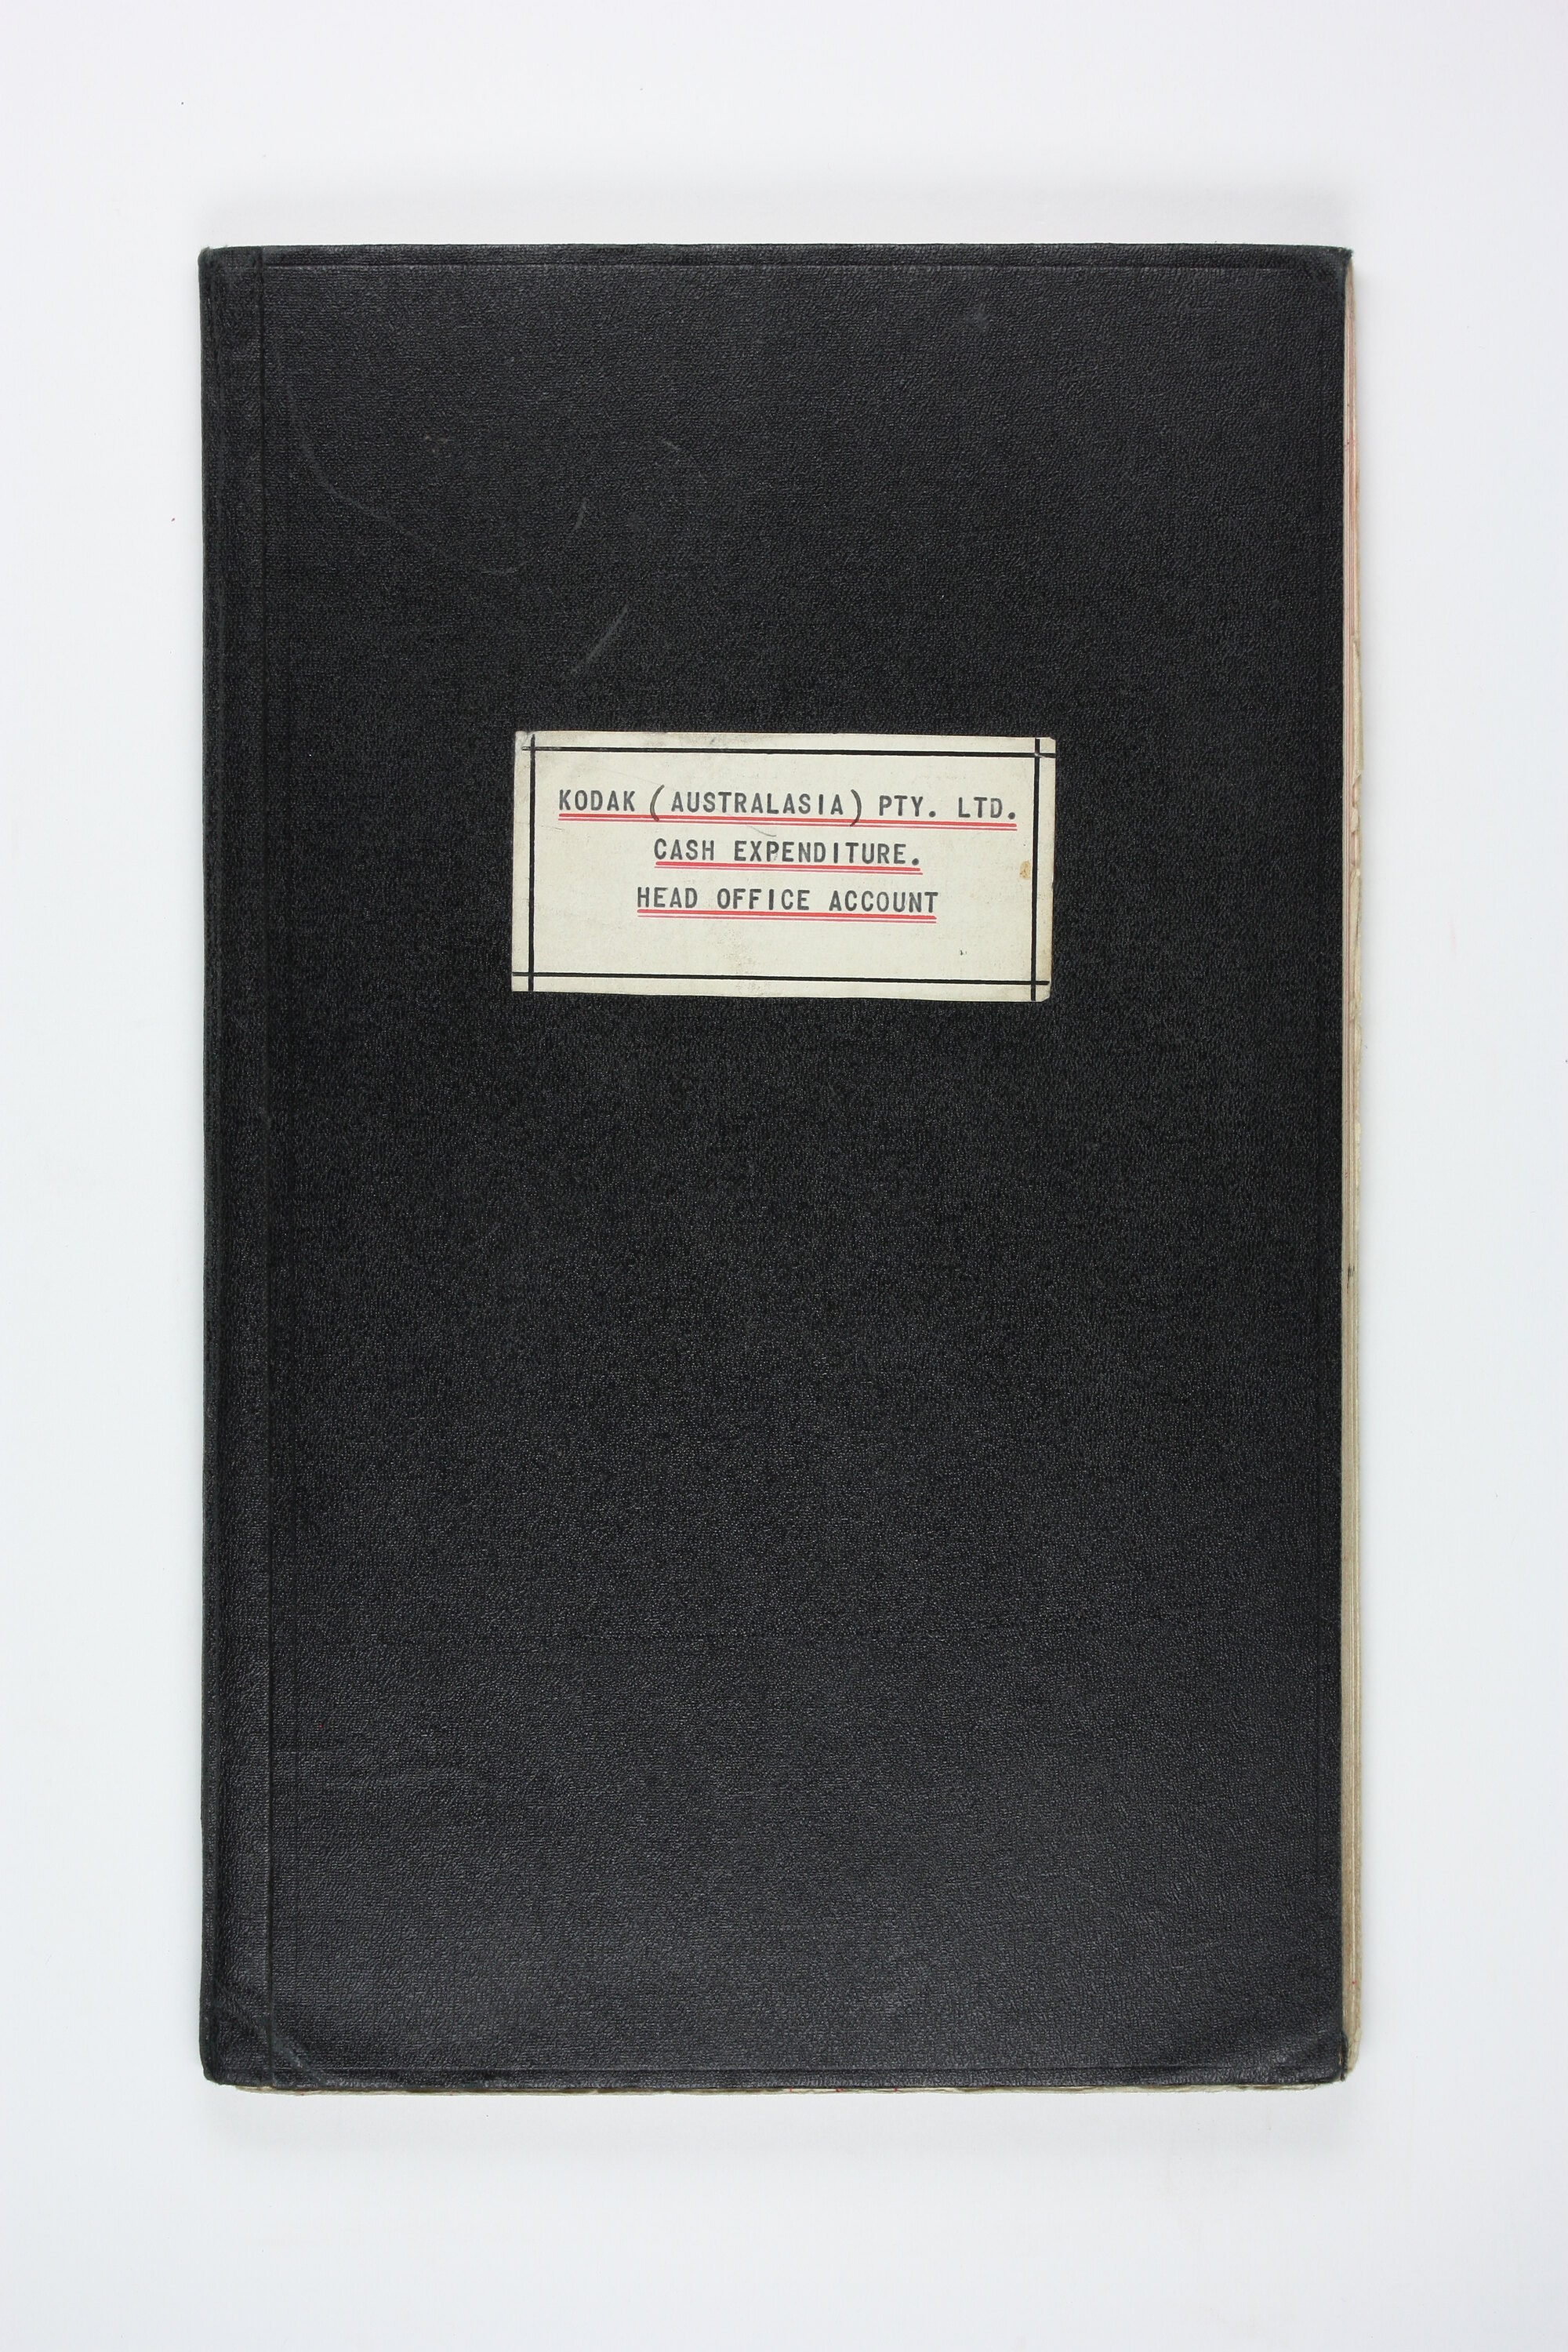 KODAK (AUSTRALASIA) PTY. LTD.
CASH EXPENDITURE.
HEAD OFFICE ACCOUNT